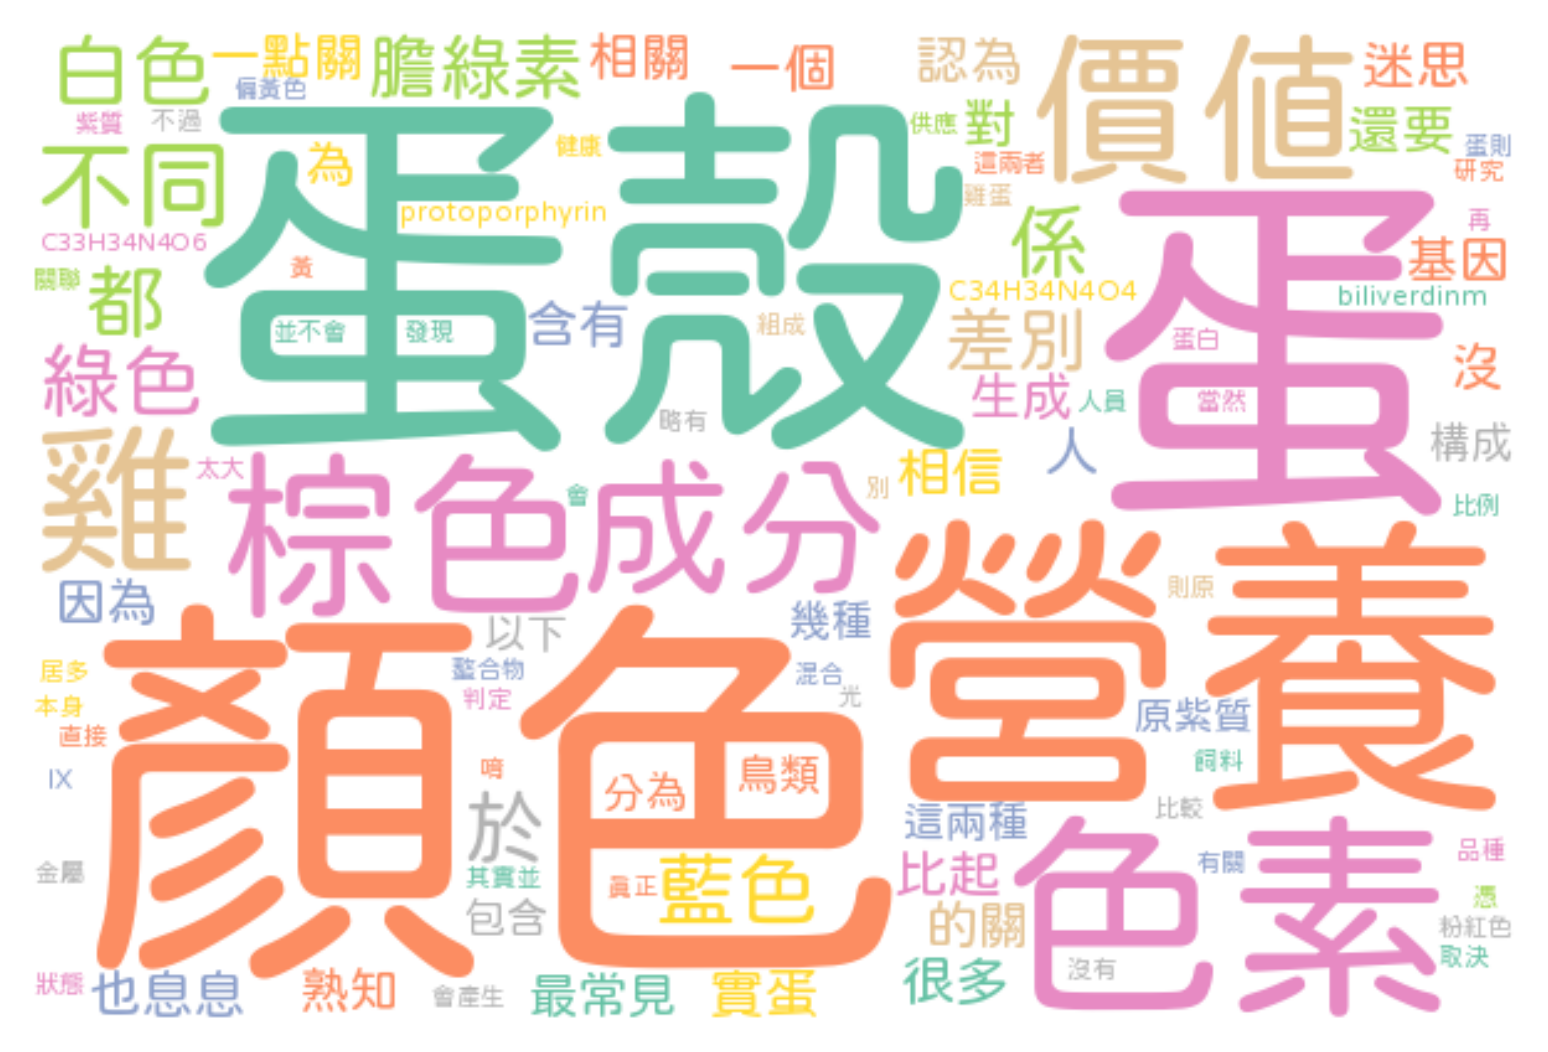 白色 一點關 膽綠素 相關 一個 認為 價值 迷思
偏黃色
紫質 不過 供應 對 還要 蛋則
不同 為 健康 這兩者 研究
蛋殼
雞蛋 蛋
protoporphyrin 係 再
C33H34N4O6 基因
關聯 都 黃 C34H34N4O4 biliverdinm
並不會 發現 含有 組成 差別 蛋白 沒
綠色 略有 生成 人員 當然 構成
雞 太大 棕色 會 成分 別 相信 人 比例
因為 以下 幾種 營養 則原
居多 顏色 螯合物 混合
本身 判定 光 原紫質
直接 飼料
IX 唷 分為 鳥類 比較
於 這兩種 色素
金屬 其實並 真正 藍色 比起 有關 品種
包含 的關 憑
粉紅色
狀態 也息息 熟知 會產生 最常見 實蛋 很多 沒有 取決